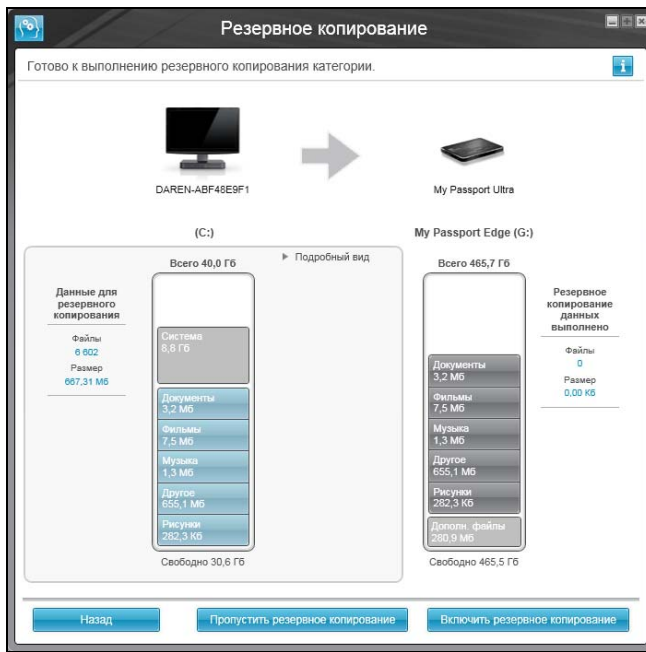 Резервное копирование
Готово к выполнению резервного копирования категории.
i
DAREN-ABF48E9F1
My Passport Ultra
(C:)
My Passport Edge (G:)
Всего 40,0 Гб
Подробный вид
Всего 465,7 Гб
Данные для
резервного
копирования
Файлы
6 602
Размер
667,31 Мб
Система
8,8 Гб
Документы
3,2 Мб
Фильмы
7,5 Мб
Музыка
1,3 Мб
Другое
655,1 Мб
Рисунки
282,3 Кб
Свободно 30,6 Гб
Документы
3,2 Мб
Фильмы
7,5 Мб
Музыка
1,3 Мб
Другое
655,1 Мб
Рисунки
282,3 Кб
Дополн. файлы
280,9 Мб
Свободно 465,5 Гб
Резервное
копирование
данных
выполнено
Файлы
0
Размер
0,00 Кб
Назад
Пропустить резервное копирование
Включить резервное копирование